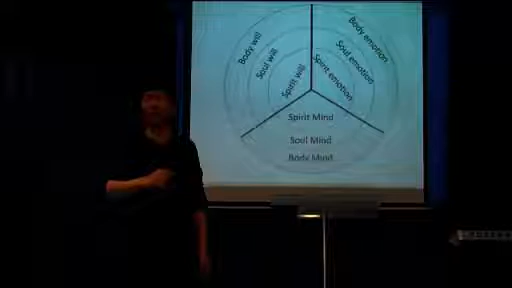 Body will
Soul will
Spirit will
Body emotion
Soul emotion
Spirit emotion
Spirit Mind
Soul Mind
Body Mind